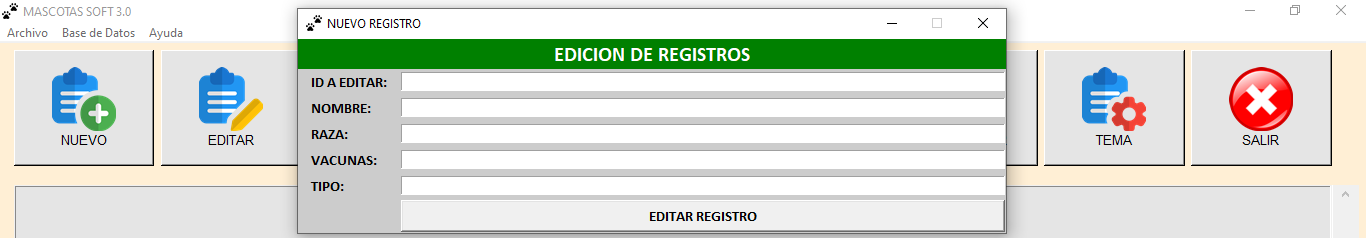 MASCOTAS SOFT 3.0
Archivo Base de Datos Ayuda
NUEVO
EDITAR
NUEVO REGISTRO
EDICION DE REGISTROS
ID A EDITAR:
NOMBRE:
RAZA:
VACUNAS:
TIPO:
EDITAR REGISTRO
TEMA
SALIR